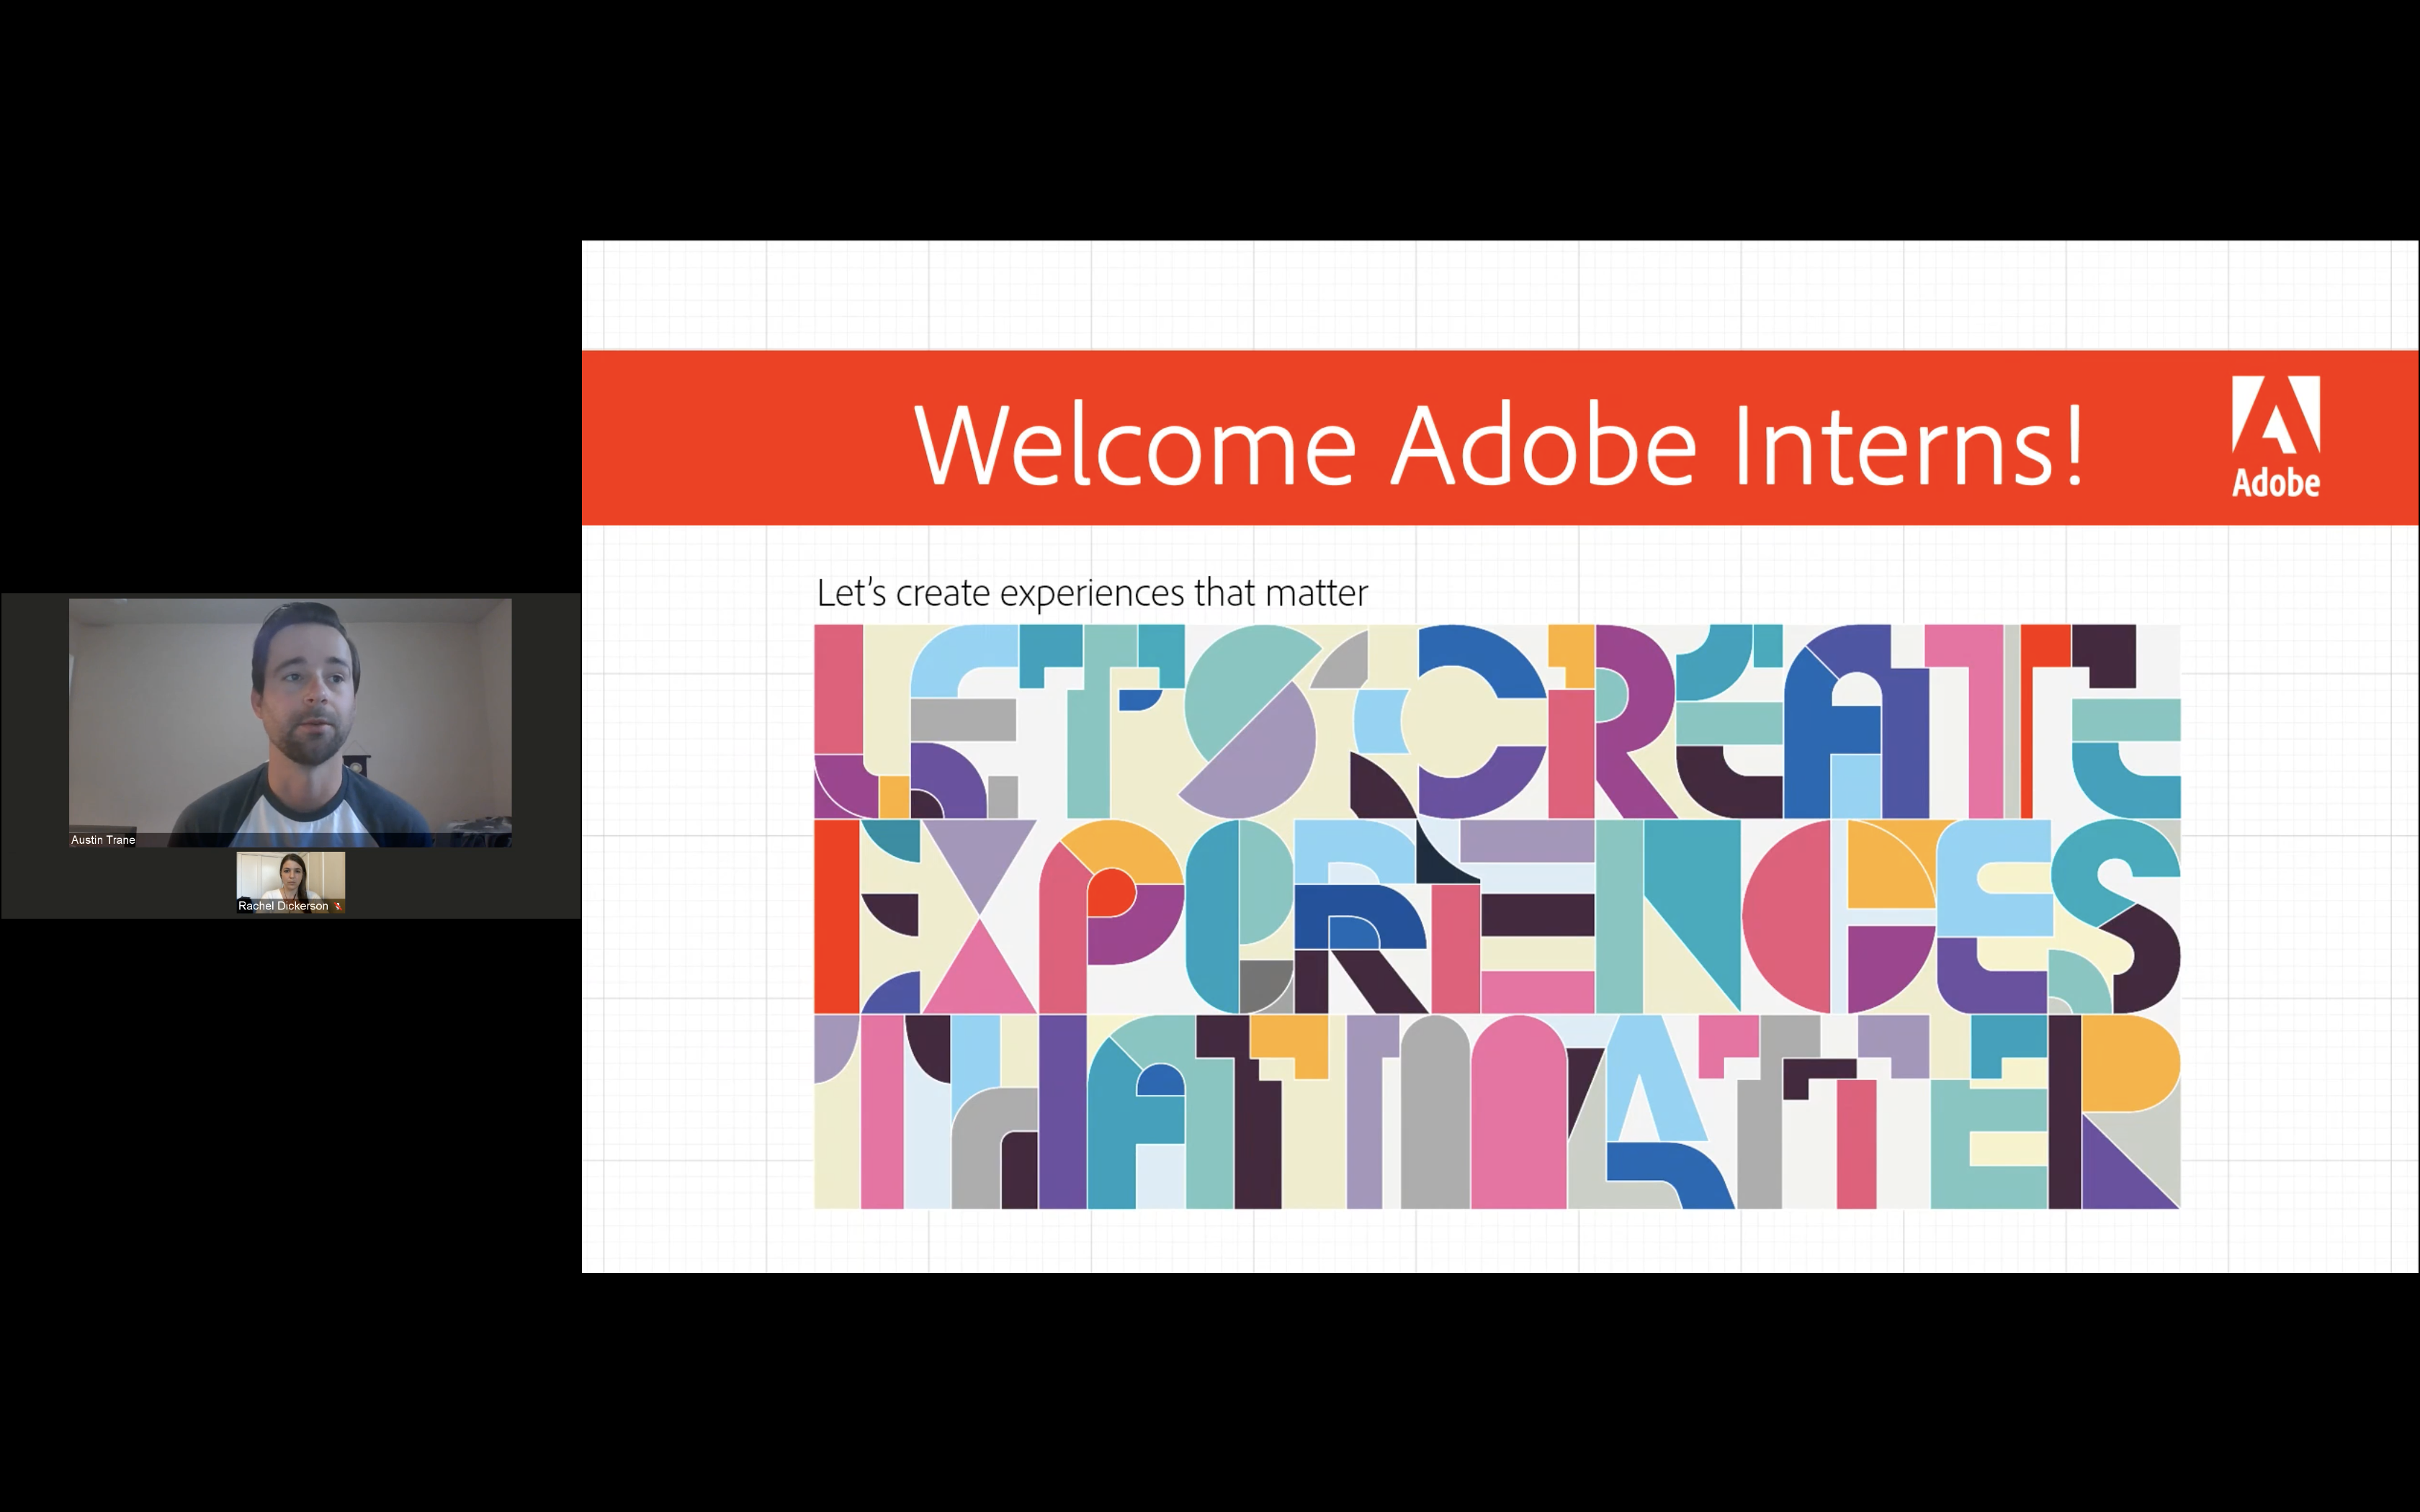 Welcome Adobe Interns!
Adobe
Let's create experiences that matter
LET'S CREATE
EXPERIENCES
THAT MATTER
Austin Trane
Rachel Dickerson